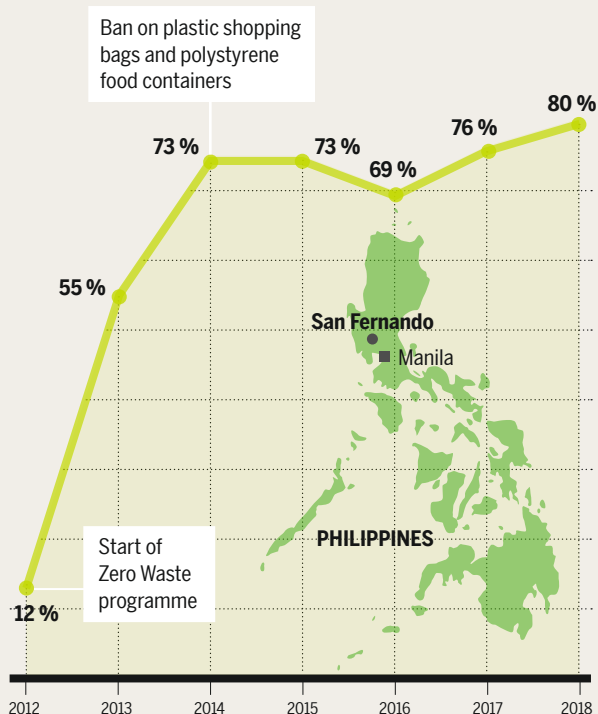 Ban on plastic shopping
bags and polystyrene
food containers
80 %
76 %
73 %
73 %
69 %
55 %
San Fernando
Manila
PHILIPPINES
Start of
Zero Waste
programme
12 %
2012
2013
2014
2015
2016
2017
2018